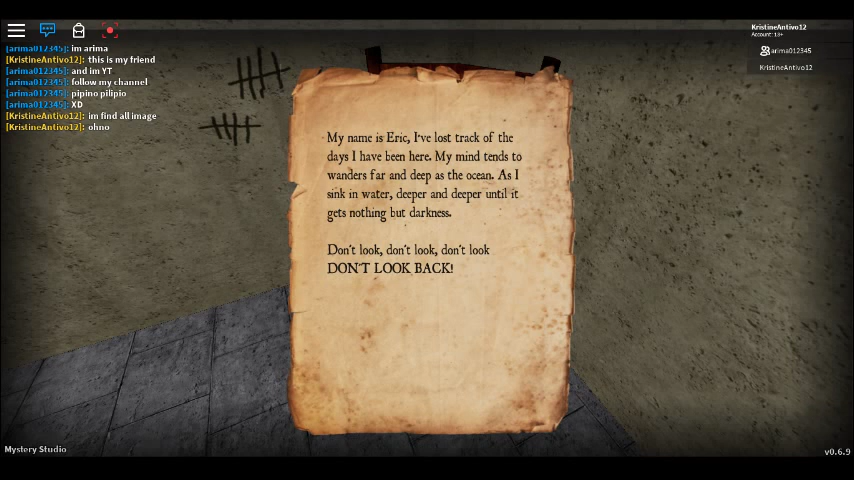 [arima012345]: im arima
[KristineAntivo12]: this is my friend
[arima012345]: and im YT
[arima012345]: follow my channel
[arima012345]: pipino pilipio
[arima012345]: XD
[KristineAntivo12]: im find all image
[KristineAntivo12]: ohno
KristineAntivo12
Account: 13+
arima012345
KristineAntivo12
My name is Eric, I've lost track of the
days I have been here. My mind tends to
wanders far and deep as the ocean. As I
sink in water, deeper and deeper until it
gets nothing but darkness.
Don't look, don't look, don't look
DON'T LOOK BACK!
Mystery Studio
v0.6.9